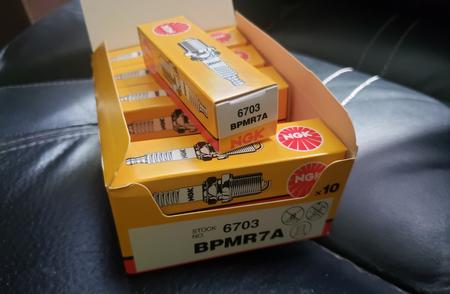 6703
BPMR7A
NGK
NGK
x10
STOCK
NO.
6703
BPMR7A